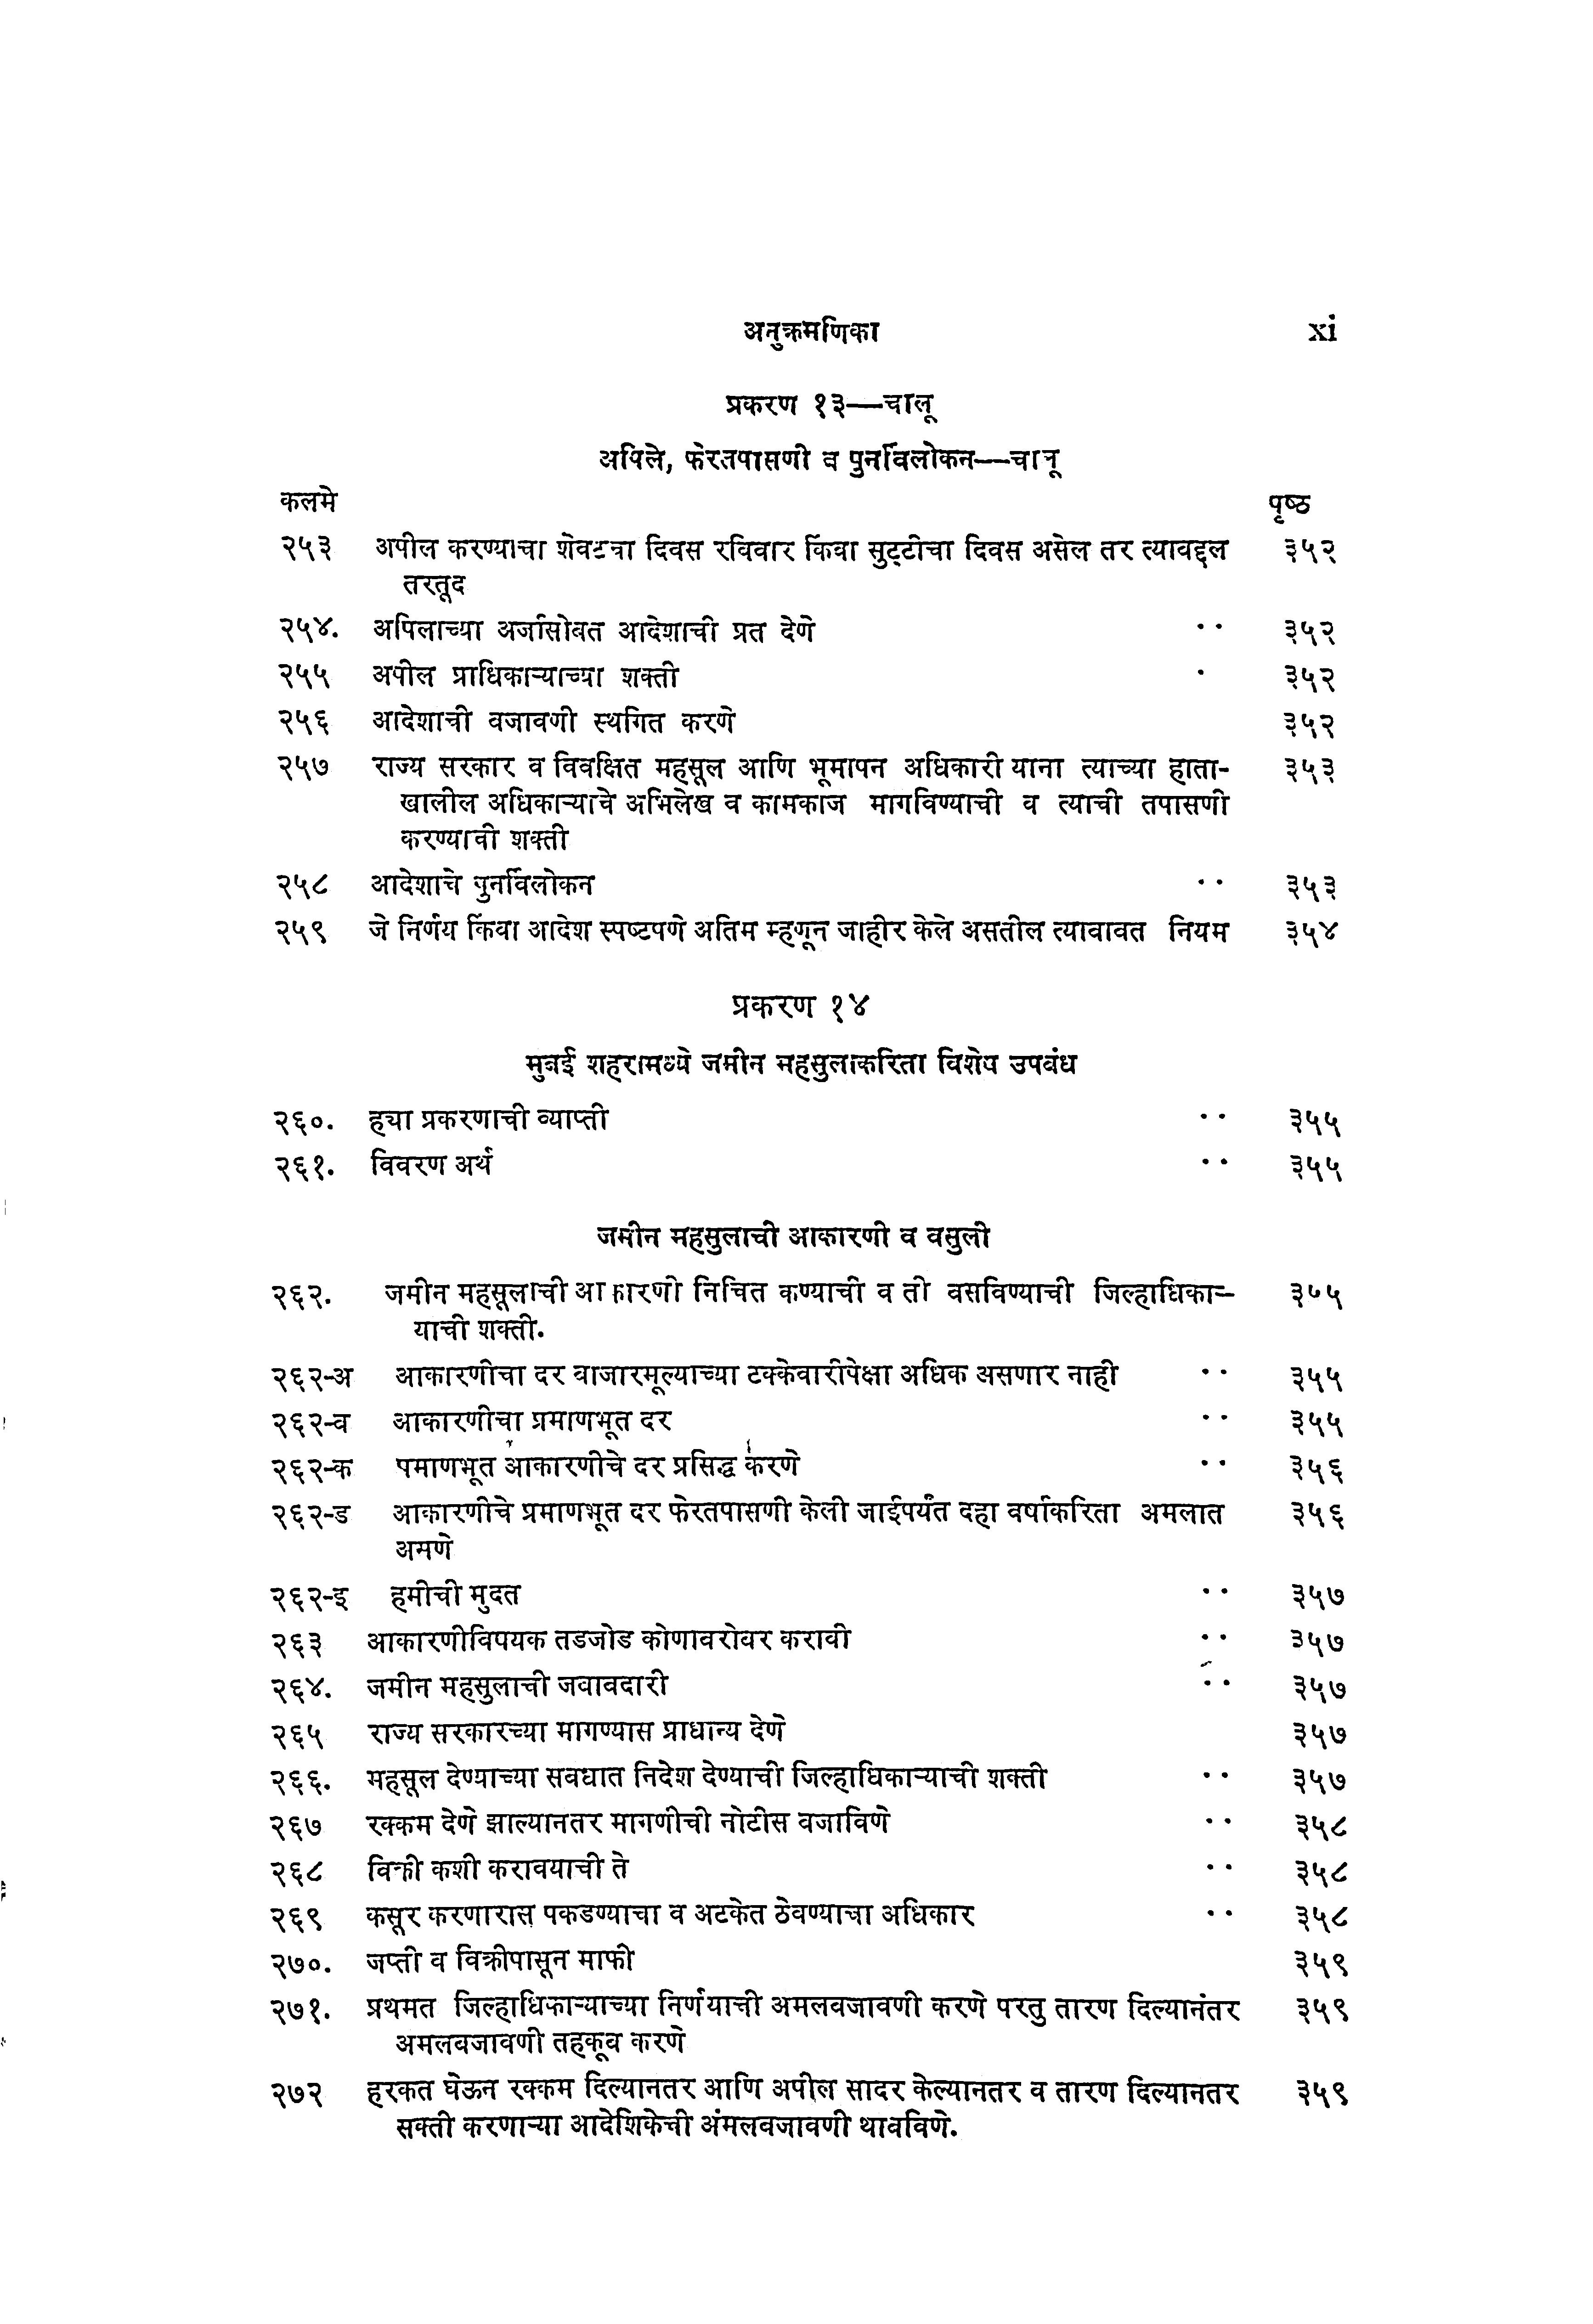 अनुक्रमणिका xi
प्रकरण १३—चालू
अपिले, फेरतपासणी व पुनर्विलोकन—चालू
कलमे पृष्ठ
२५३ अपील करण्याचा शेवटचा दिवस रविवार किंवा सुट्टीचा दिवस असेल तर त्याबद्दल ३५२
तरतूद
२५४. अपिलाच्या अर्जासोबत आदेशाची प्रत देणे ․․ ३५२
२५५ अपील प्राधिकाऱ्याच्या शक्ती ․ ३५२
२५६ आदेशाची बजावणी स्थगित करणे ३५२
२५७ राज्य सरकार व विवक्षित महसूल आणि भूमापन अधिकारी याना त्याच्या हाता- ३५३
खालील अधिकाऱ्याचे अभिलेख व कामकाज मागविण्याची व त्याची तपासणी
करण्याची शक्ती
२५८ आदेशाचे पुनर्विलोकन ․․ ३५३
२५९ जे निर्णय किंवा आदेश स्पष्टपणे अतिम म्हणून जाहीर केले असतील त्याबाबत नियम ३५४
प्रकरण १४
मुबई शहरामध्ये जमीन महसुलाकरिता विशेष उपबंध
२६०. ह्या प्रकरणाची व्याप्ती ․․ ३५५
२६१. विवरण अर्थ ․․ ३५५
जमीन महसुलाची आकारणी व वसुली
२६२. जमीन महसूलाची आकारणी निचित कण्याची व ती वसविण्याची जिल्हाधिका- ३५५
याची शक्ती.
२६२-अ आकारणीचा दर बाजारमूल्याच्या टक्केवारीपेक्षा अधिक असणार नाही ․․ ३५५
२६२-ब आकारणीचा प्रमाणभूत दर ․․ ३५५
२६२-क पमाणभूत आकारणीचे दर प्रसिद्ध करणे ․․ ३५६
२६२-ड आकारणीचे प्रमाणभूत दर फेरतपासणी केली जाईपर्यंत दहा वर्षाकरिता अमलात ३५६
अमणे
२६२-इ हमीची मुदत ․․ ३५७
२६३ आकारणीविषयक तडजोड कोणाबरोबर करावी ․․ ३५७
२६४. जमीन महसुलाची जबाबदारी ․․ ३५७
२६५ राज्य सरकारच्या मागण्यास प्राधान्य देणे ३५७
२६६. महसूल देण्याच्या सबधात निदेश देण्याची जिल्हाधिकाऱ्याची शक्ती ․․ ३५७
२६७ रक्कम देणे झाल्यानतर मागणीची नोटीस बजाविणे ․․ ३५८
२६८ विक्री कशी करावयाची ते ․․ ३५८
२६९ कसूर करणारास पकडण्याचा व अटकेत ठेवण्याचा अधिकार ․․ ३५८
२७०. जप्ती व विक्रीपासून माफी ३५९
२७१. प्रथमत जिल्हाधिकाऱ्याच्या निर्णयाची अमलबजावणी करणे परतु तारण दिल्यानंतर ३५९
अमलबजावणी तहकूब करणे
२७२ हरकत घेऊन रक्कम दिल्यानतर आणि अपील सादर केल्यानतर व तारण दिल्यानतर ३५९
सक्ती करणाऱ्या आदेशिकेची अंमलबजावणी थाबविणे.